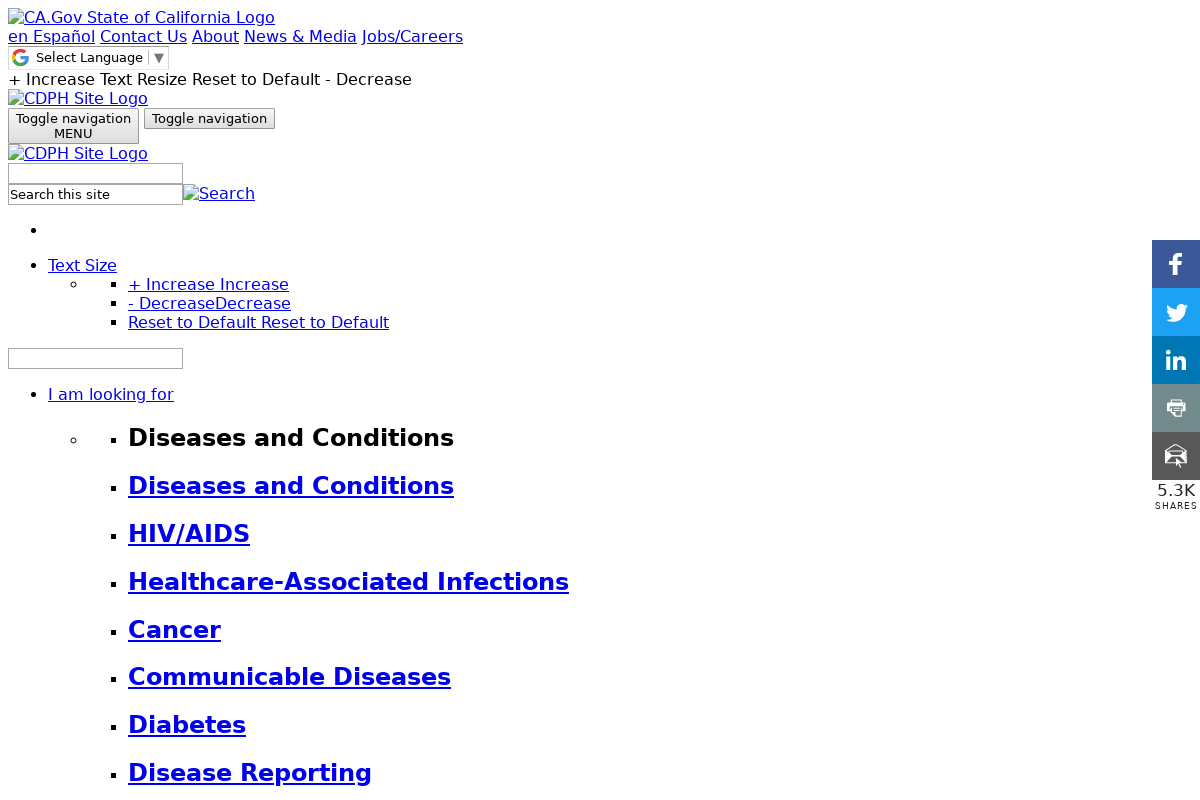 CA.Gov State of California Logo
en Español Contact Us About News & Media Jobs/Careers
Select Language ▼
+ Increase Text Resize Reset to Default - Decrease
CDPH Site Logo
Toggle navigation
MENU
Toggle navigation
CDPH Site Logo
Search this site
Search
Text Size
+ Increase Increase
- DecreaseDecrease
Reset to Default Reset to Default
I am looking for
Diseases and Conditions
Diseases and Conditions
HIV/AIDS
Healthcare-Associated Infections
Cancer
Communicable Diseases
Diabetes
Disease Reporting
5.3K
SHARES